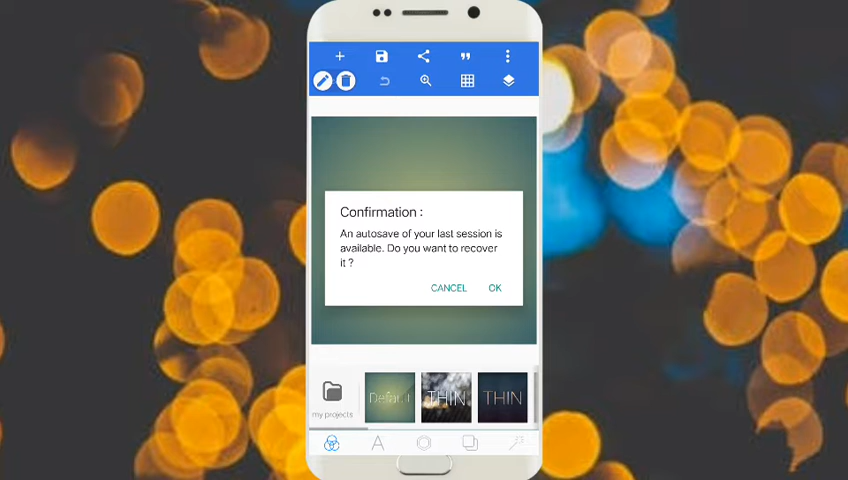 Confirmation :
An autosave of your last session is
available. Do you want to recover
it ?
CANCEL OK
my projects
Default
THIN
THIN